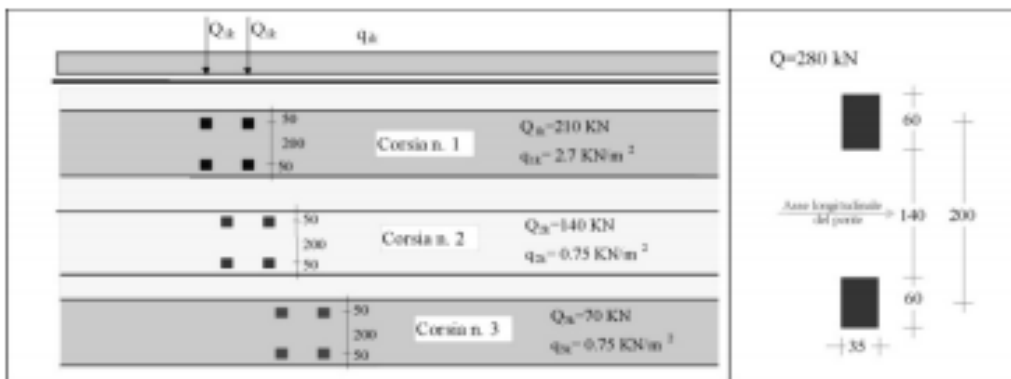 Q1k Q1k
q1k
50
200
50
Corsia n. 1
Q1k=210 KN
q1k= 2.7 KN/m 2
50
200
50
Corsia n. 2
Q2k=140 KN
q2k= 0.75 KN/m 2
50
200
50
Corsia n. 3
Q3k=70 KN
q3k= 0.75 KN/m 2
Q=280 kN
60
Asse longitudinale
del ponte
140
200
60
35